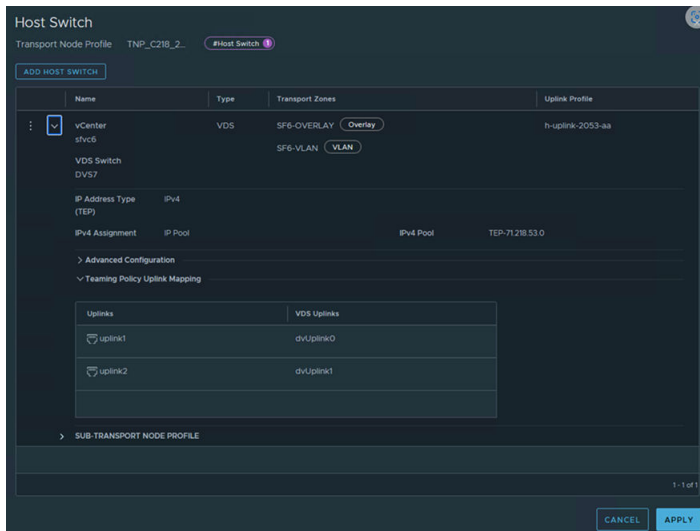 Host Switch
Transport Node Profile TNP_C218_2... #Host Switch 1
ADD HOST SWITCH
Name Type Transport Zones Uplink Profile
vCenter VDS SF6-OVERLAY Overlay h-uplink-2053-aa
sfvc6
SF6-VLAN VLAN
VDS Switch
DVS7
IP Address Type IPv4
(TEP)
IPv4 Assignment IP Pool IPv4 Pool TEP-71.218.53.0
Advanced Configuration
Teaming Policy Uplink Mapping
Uplinks VDS Uplinks
uplink1 dvUplink0
uplink2 dvUplink1
SUB-TRANSPORT NODE PROFILE
1 - 1 of 1
CANCEL APPLY